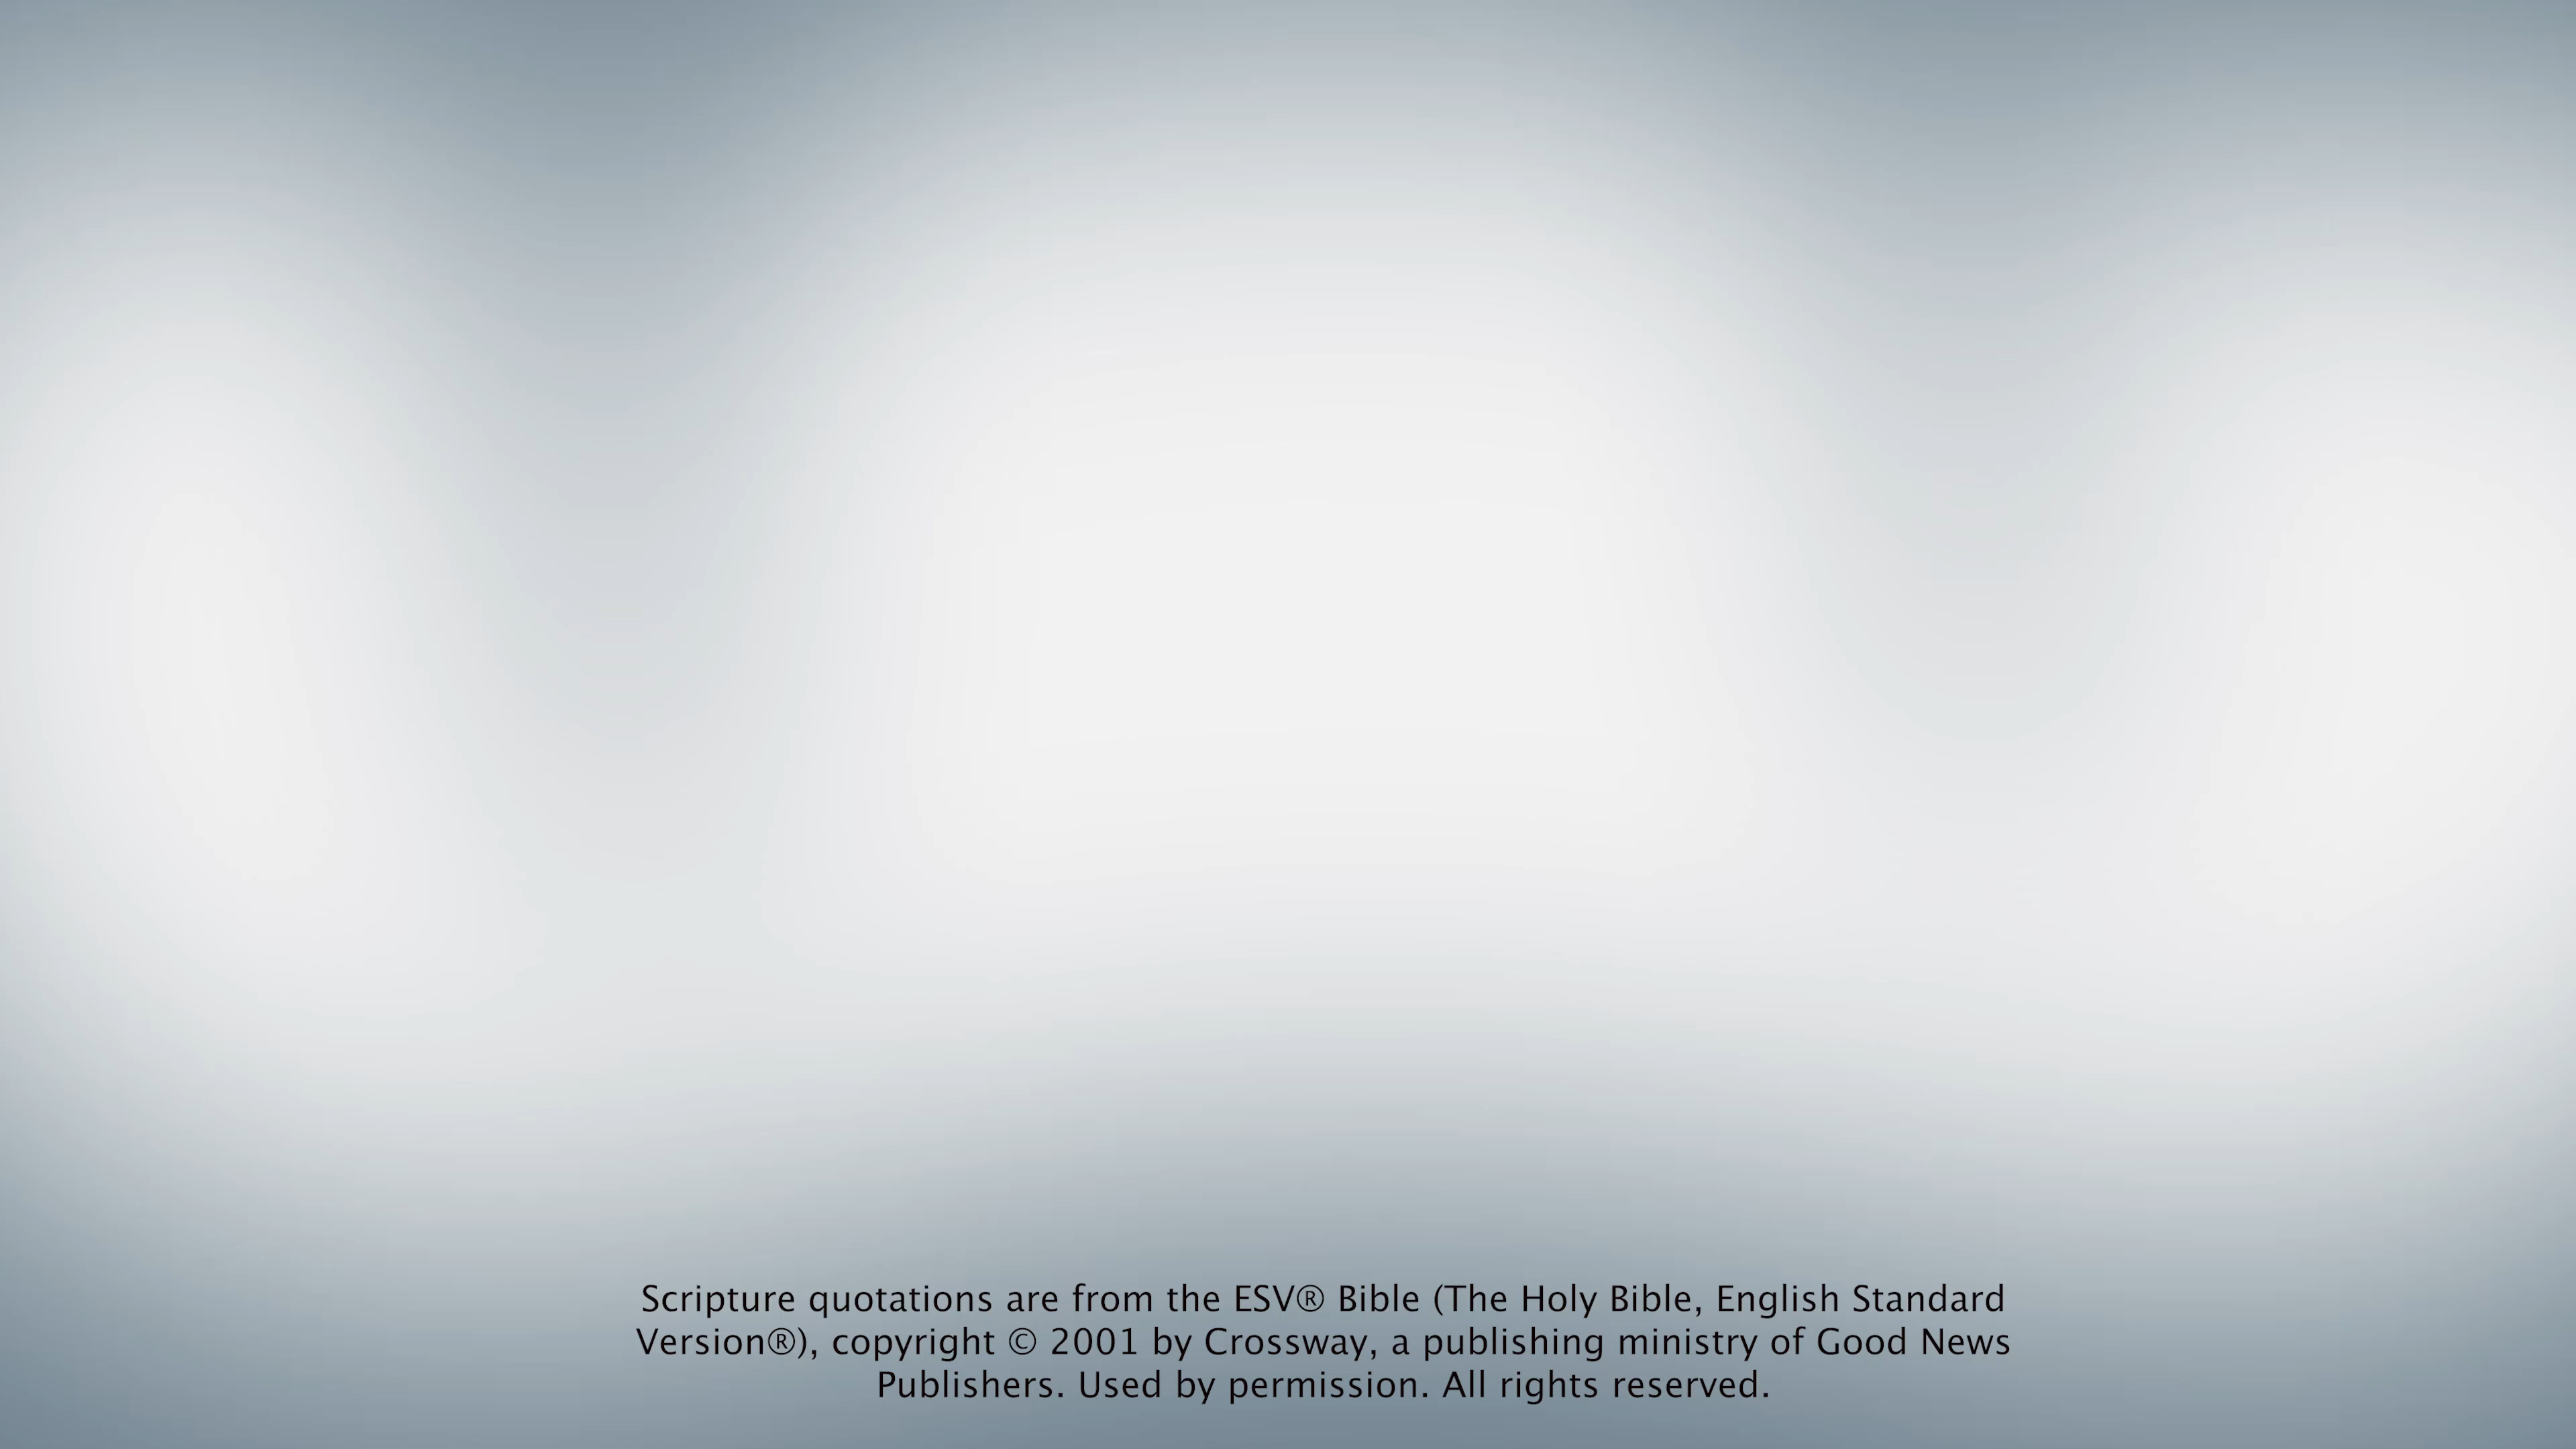 Scripture quotations are from the ESV® Bible (The Holy Bible, English Standard
Version®), copyright © 2001 by Crossway, a publishing ministry of Good News
Publishers. Used by permission. All rights reserved.